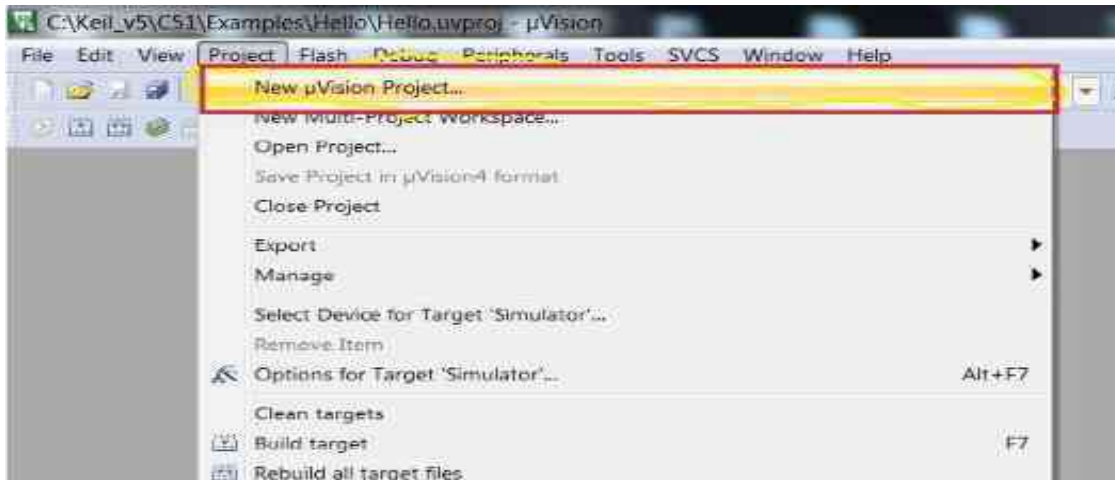 C:\Keil_v5\C51\Examples\Hello\Hello.uvproj - µVision
File Edit View Project Flash Debug Peripherals Tools SVCS Window Help
New µVision Project...
New Multi-Project Workspace...
Open Project...
Save Project in µVision4 format
Close Project
Export
Manage
Select Device for Target 'Simulator'...
Remove Item
Options for Target 'Simulator'... Alt+F7
Clean targets
Build target F7
Rebuild all target files